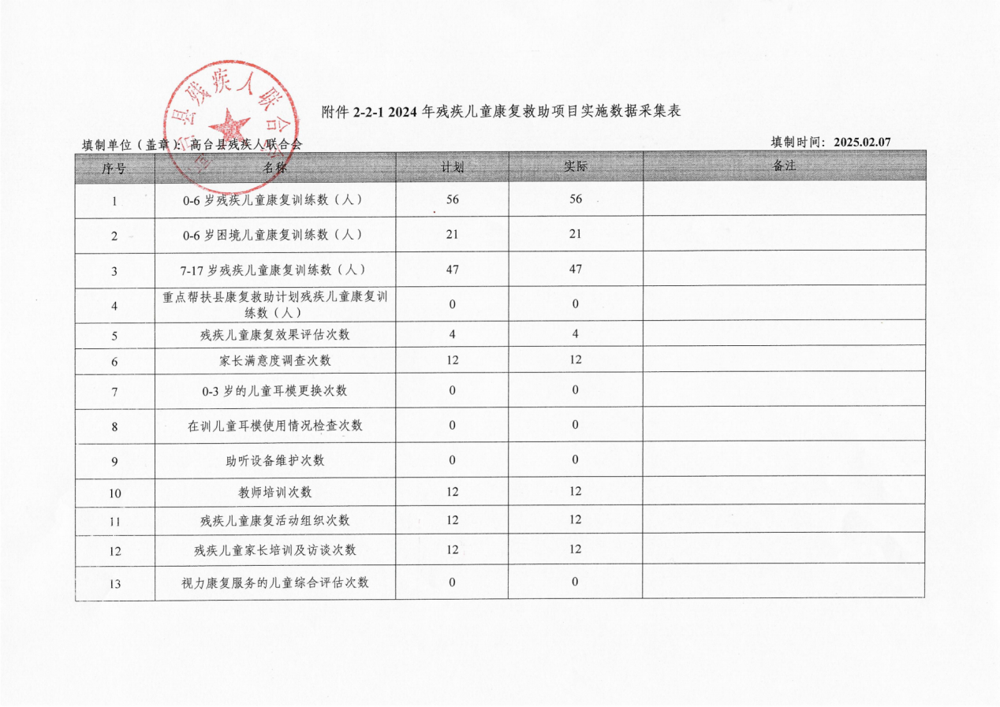 高台县残疾人联合会
附件 2-2-1 2024 年残疾儿童康复救助项目实施数据采集表
填制单位（盖章）：高台县残疾人联合会 填制时间：2025.02.07
序号 名称 计划 实际 备注
1 0-6 岁残疾儿童康复训练数（人） 56 56
2 0-6 岁困境儿童康复训练数（人） 21 21
3 7-17 岁残疾儿童康复训练数（人） 47 47
4 重点帮扶县康复救助计划残疾儿童康复训 0 0
练数（人）
5 残疾儿童康复效果评估次数 4 4
6 家长满意度调查次数 12 12
7 0-3 岁的儿童耳模更换次数 0 0
8 在训儿童耳模使用情况检查次数 0 0
9 助听设备维护次数 0 0
10 教师培训次数 12 12
11 残疾儿童康复活动组织次数 12 12
12 残疾儿童家长培训及访谈次数 12 12
13 视力康复服务的儿童综合评估次数 0 0